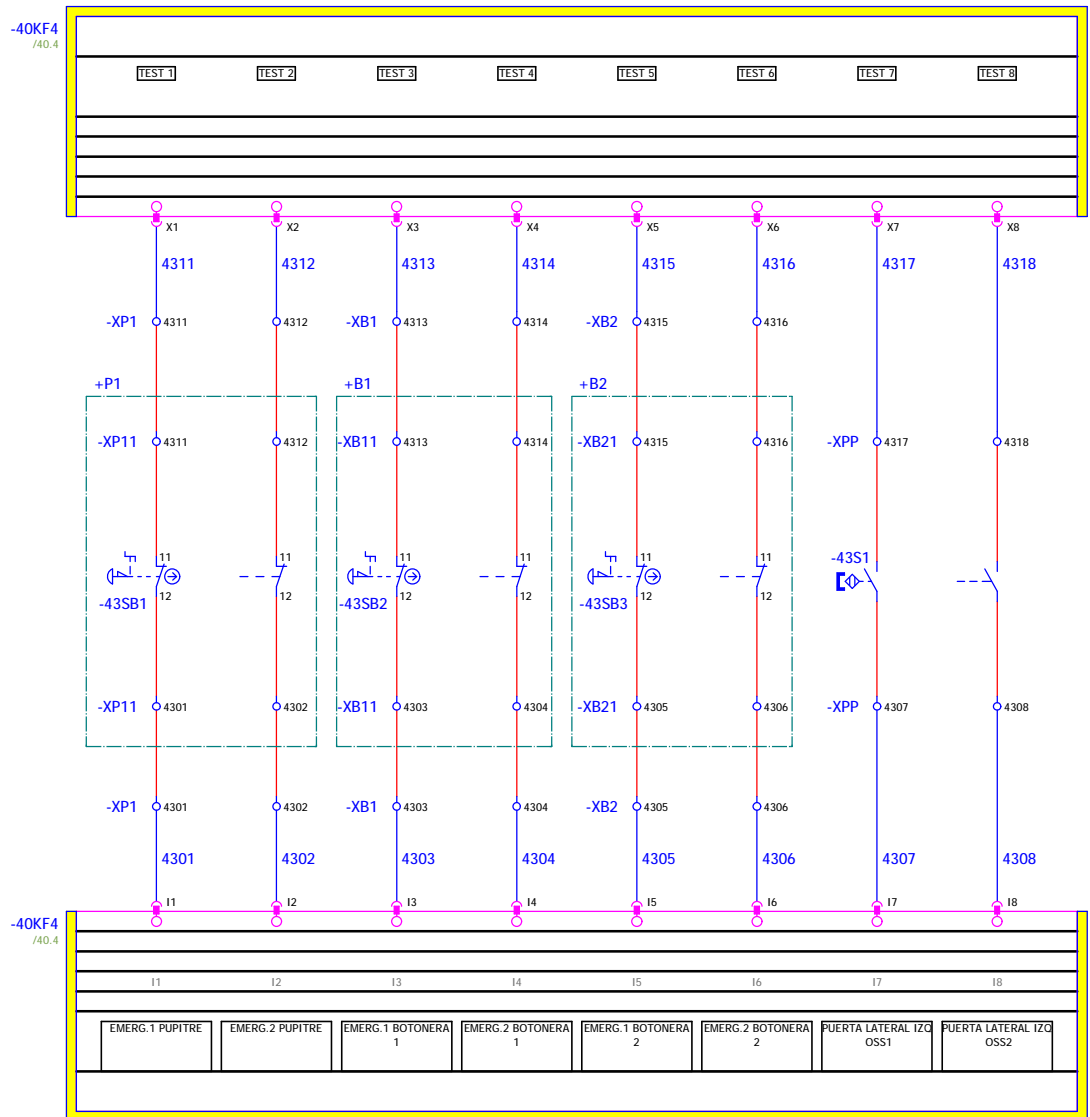 -40KF4
/40.4
TEST 1 TEST 2 TEST 3 TEST 4 TEST 5 TEST 6 TEST 7 TEST 8
X1 X2 X3 X4 X5 X6 X7 X8
4311 4312 4313 4314 4315 4316 4317 4318
-XP1 4311 4312 -XB1 4313 4314 -XB2 4315 4316
+P1 +B1 +B2
-XP11 4311 4312 -XB11 4313 4314 -XB21 4315 4316 -XPP 4317 4318
11 11 11 11 11 11 -43S1
12 12 12 12 12 12
-43SB1 -43SB2 -43SB3
-XP11 4301 4302 -XB11 4303 4304 -XB21 4305 4306 -XPP 4307 4308
-XP1 4301 4302 -XB1 4303 4304 -XB2 4305 4306
4301 4302 4303 4304 4305 4306 4307 4308
I1 I2 I3 I4 I5 I6 I7 I8
-40KF4
/40.4
I1 I2 I3 I4 I5 I6 I7 I8
EMERG.1 PUPITRE EMERG.2 PUPITRE EMERG.1 BOTONERA EMERG.2 BOTONERA EMERG.1 BOTONERA EMERG.2 BOTONERA PUERTA LATERAL IZQ PUERTA LATERAL IZQ
1 1 2 2 OSS1 OSS2